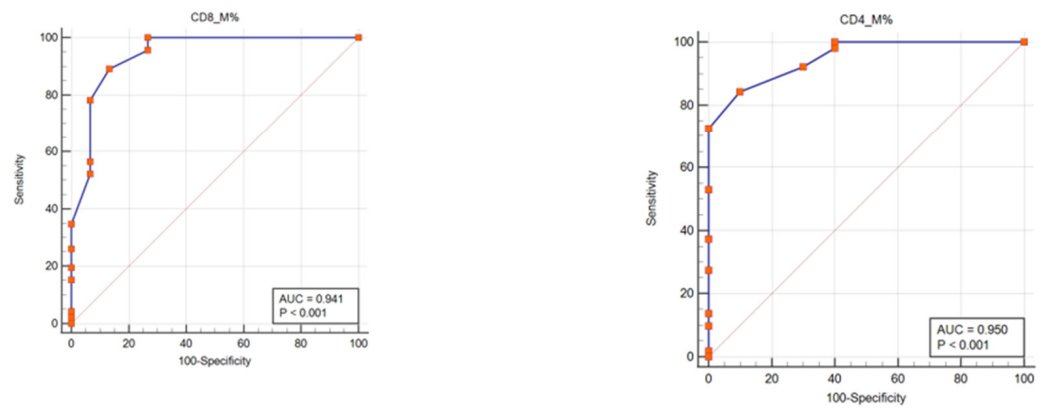 CD8_M%
100
80
60
40
20
0
Sensitivity
AUC = 0.941
P < 0.001
0 20 40 60 80 100
100-Specificity
CD4_M%
100
80
60
40
20
0
Sensitivity
AUC = 0.950
P < 0.001
0 20 40 60 80 100
100-Specificity